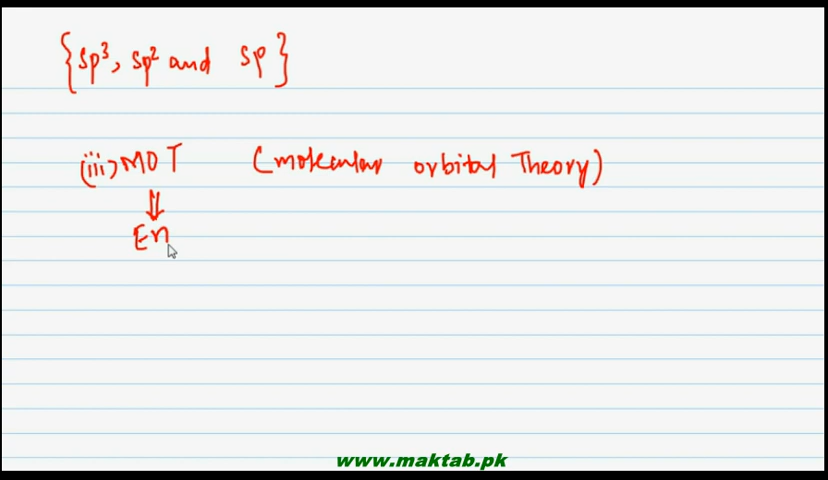 {sp³, sp² and sp}
(iii) MOT (molecular orbital Theory)
⇓
En
www.maktab.pk